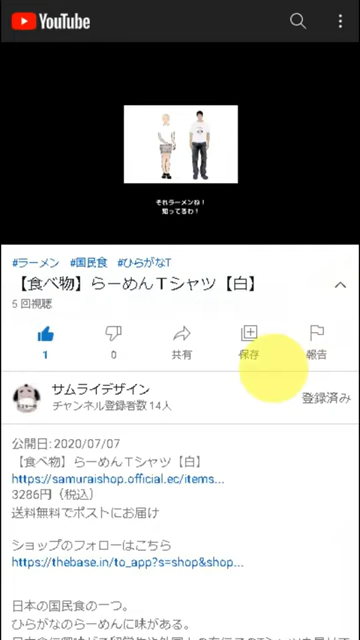 YouTube
それラーメンね！
知ってるわ！
#ラーメン #国民食 #ひらがなT
【食べ物】らーめんTシャツ【白】
5 回視聴
1
0
共有
保存
報告
サムライデザイン
チャンネル登録者数 14人
登録済み
公開日: 2020/07/07
【食べ物】らーめんTシャツ【白】
https://samuraishop.official.ec/items...
3286円（税込）
送料無料でポストにお届け
ショップのフォローはこちら
https://thebase.in/to_app?s=shop&shop...
日本の国民食の一つ。
ひらがなのらーめんに味がある。